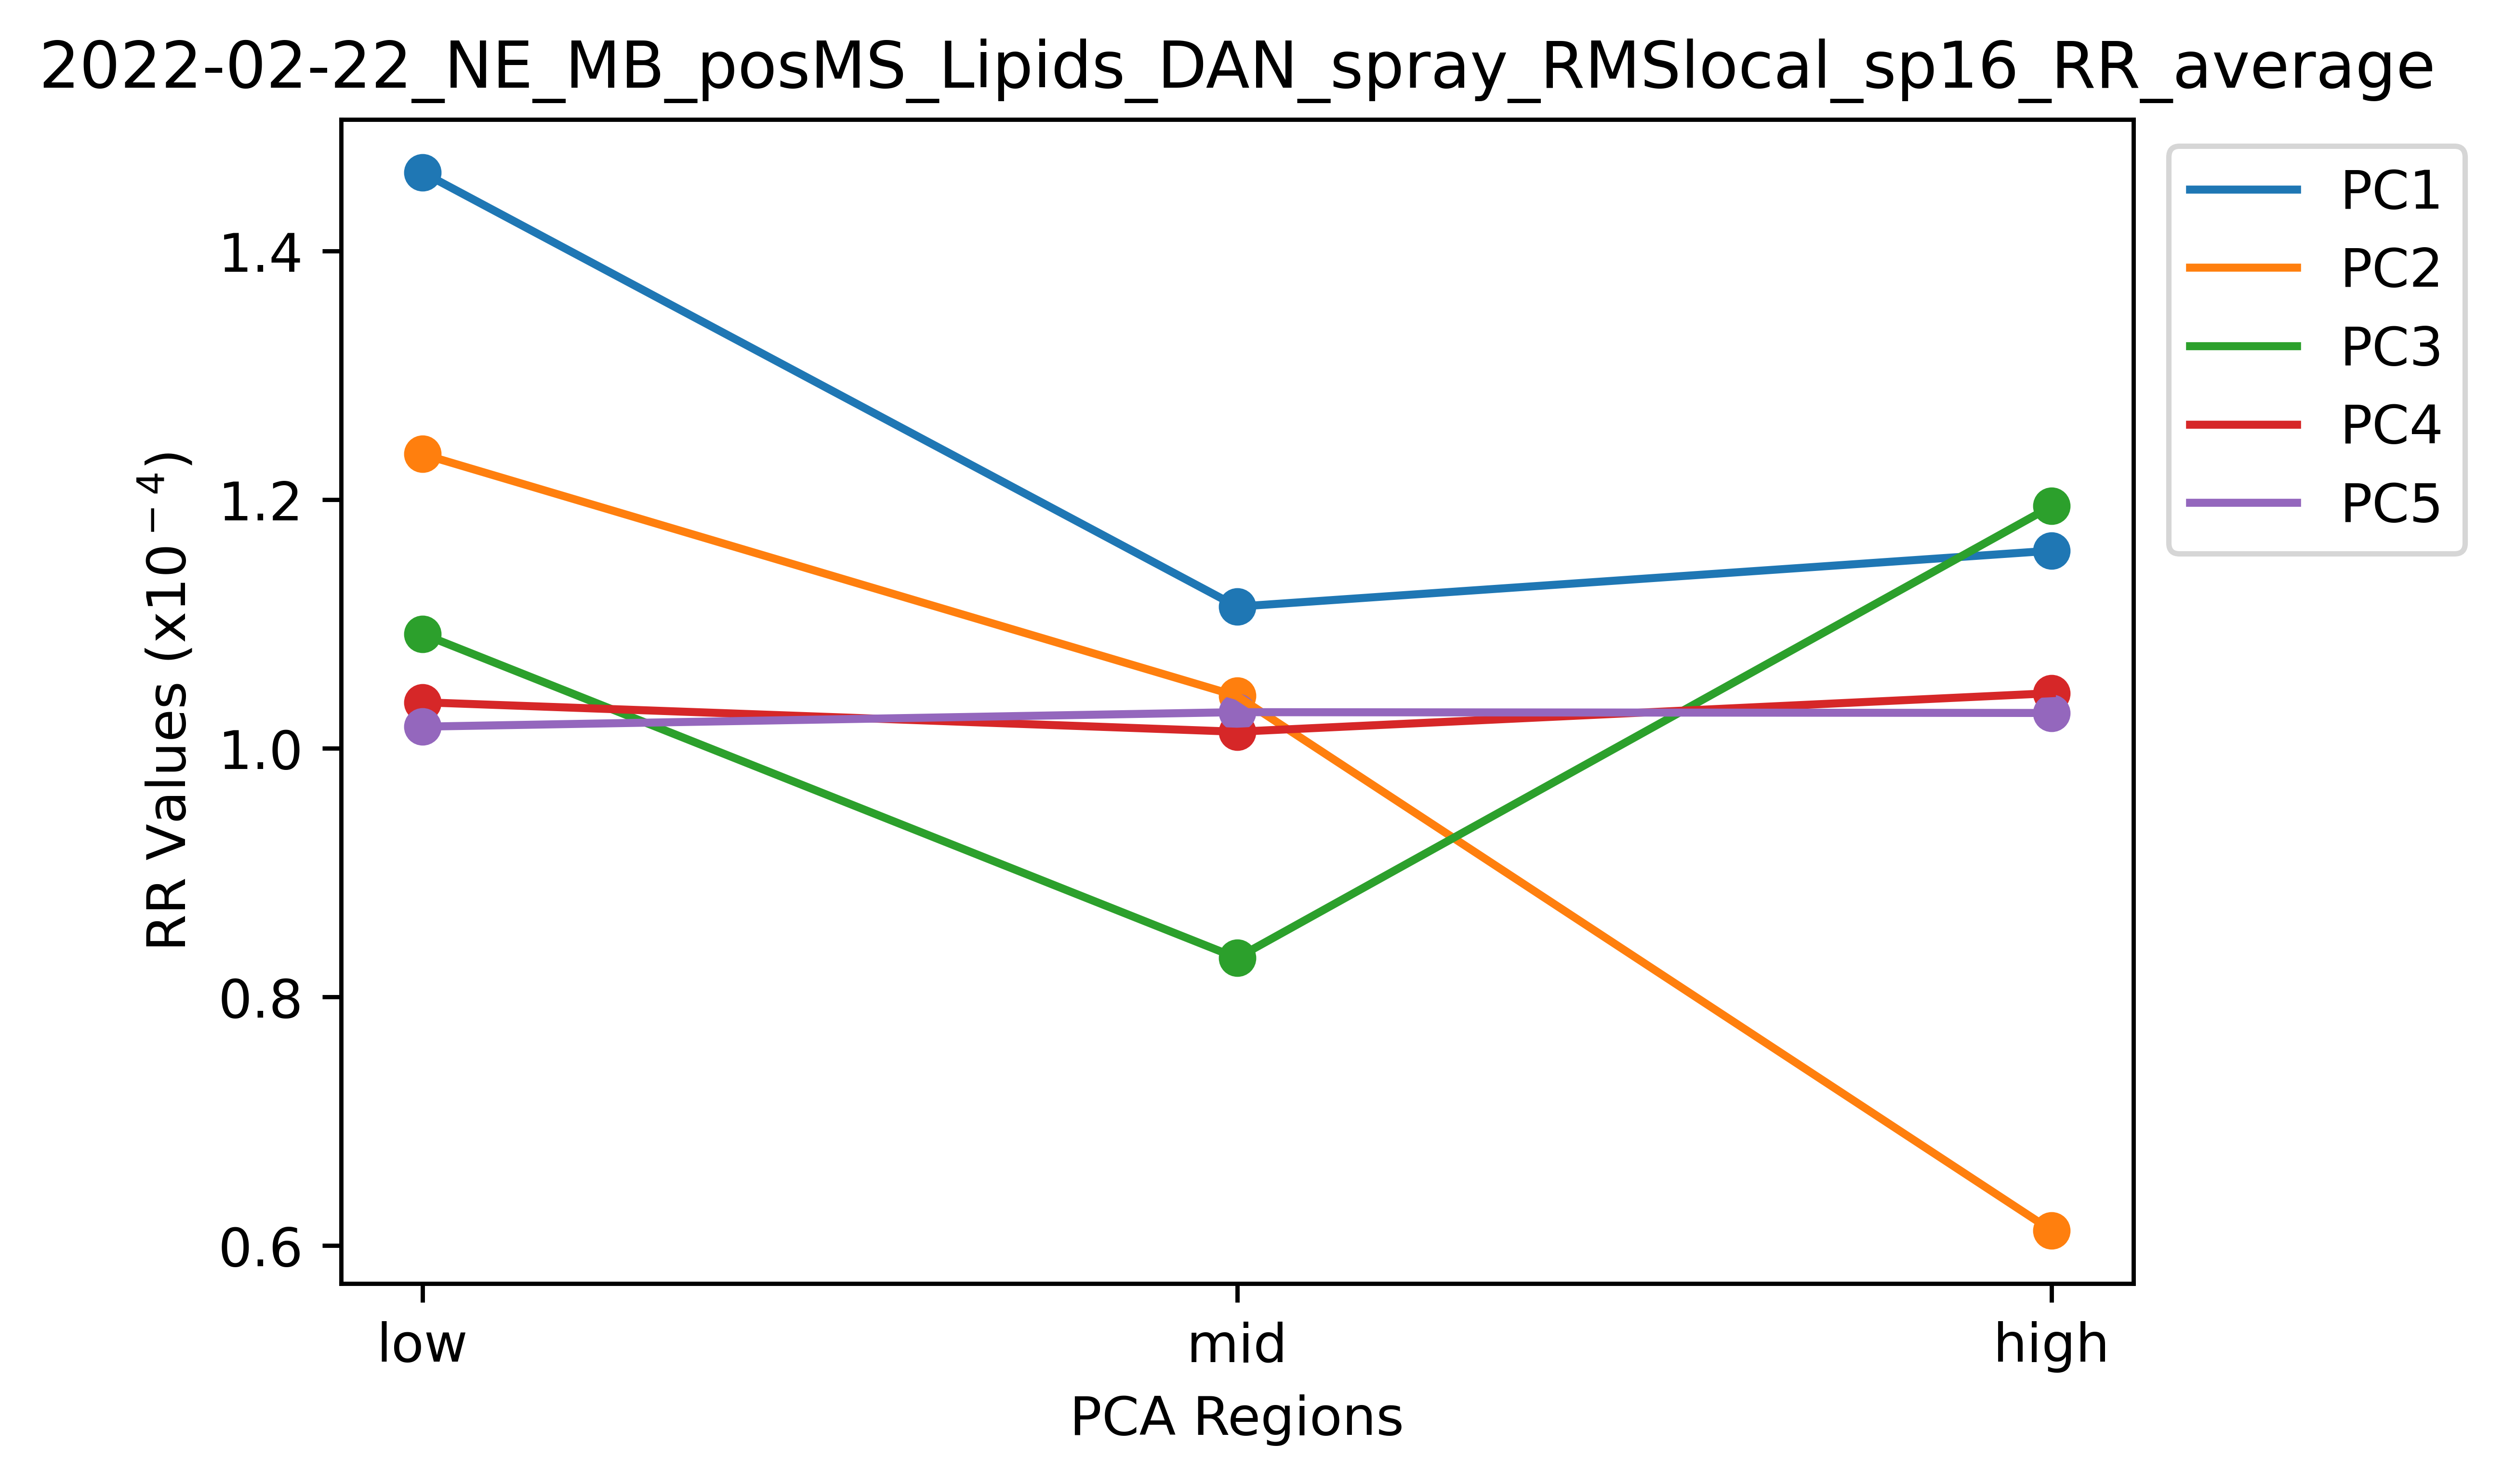 2022-02-22_NE_MB_posMS_Lipids_DAN_spray_RMSlocal_sp16_RR_average
PC1
PC2
PC3
PC4
PC5
RR Values (x10⁻⁴)
1.4
1.2
1.0
0.8
0.6
low mid high
PCA Regions